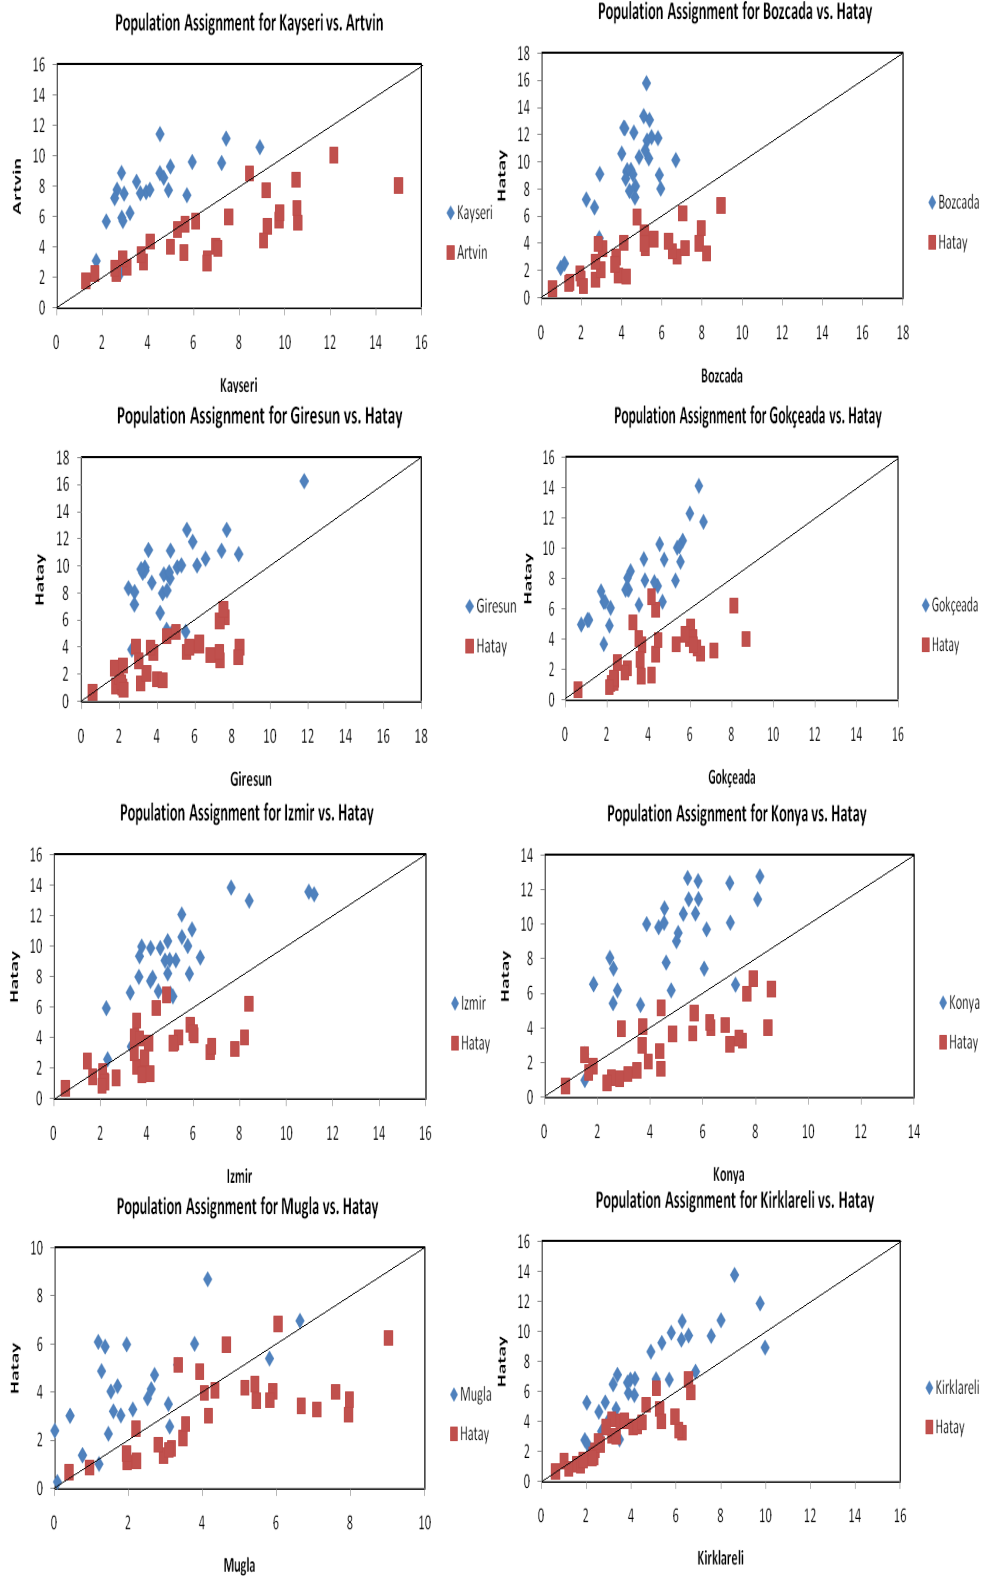 Population Assignment for Kayseri vs. Artvin
16
14
12
10
8
6
4
2
0
0 2 4 6 8 10 12 14 16
Artvin
Kayseri
Kayseri
Artvin
Population Assignment for Bozcada vs. Hatay
18
16
14
12
10
8
6
4
2
0
0 2 4 6 8 10 12 14 16 18
Hatay
Bozcada
Bozcada
Hatay
Population Assignment for Giresun vs. Hatay
18
16
14
12
10
8
6
4
2
0
0 2 4 6 8 10 12 14 16 18
Hatay
Giresun
Giresun
Hatay
Population Assignment for Gokçeada vs. Hatay
16
14
12
10
8
6
4
2
0
0 2 4 6 8 10 12 14 16
Hatay
Gokçeada
Gokçeada
Hatay
Population Assignment for Izmir vs. Hatay
16
14
12
10
8
6
4
2
0
0 2 4 6 8 10 12 14 16
Hatay
Izmir
Izmir
Hatay
Population Assignment for Konya vs. Hatay
14
12
10
8
6
4
2
0
0 2 4 6 8 10 12 14
Hatay
Konya
Konya
Hatay
Population Assignment for Mugla vs. Hatay
10
8
6
4
2
0
0 2 4 6 8 10
Hatay
Mugla
Mugla
Hatay
Population Assignment for Kirklareli vs. Hatay
16
14
12
10
8
6
4
2
0
0 2 4 6 8 10 12 14 16
Hatay
Kirklareli
Kirklareli
Hatay